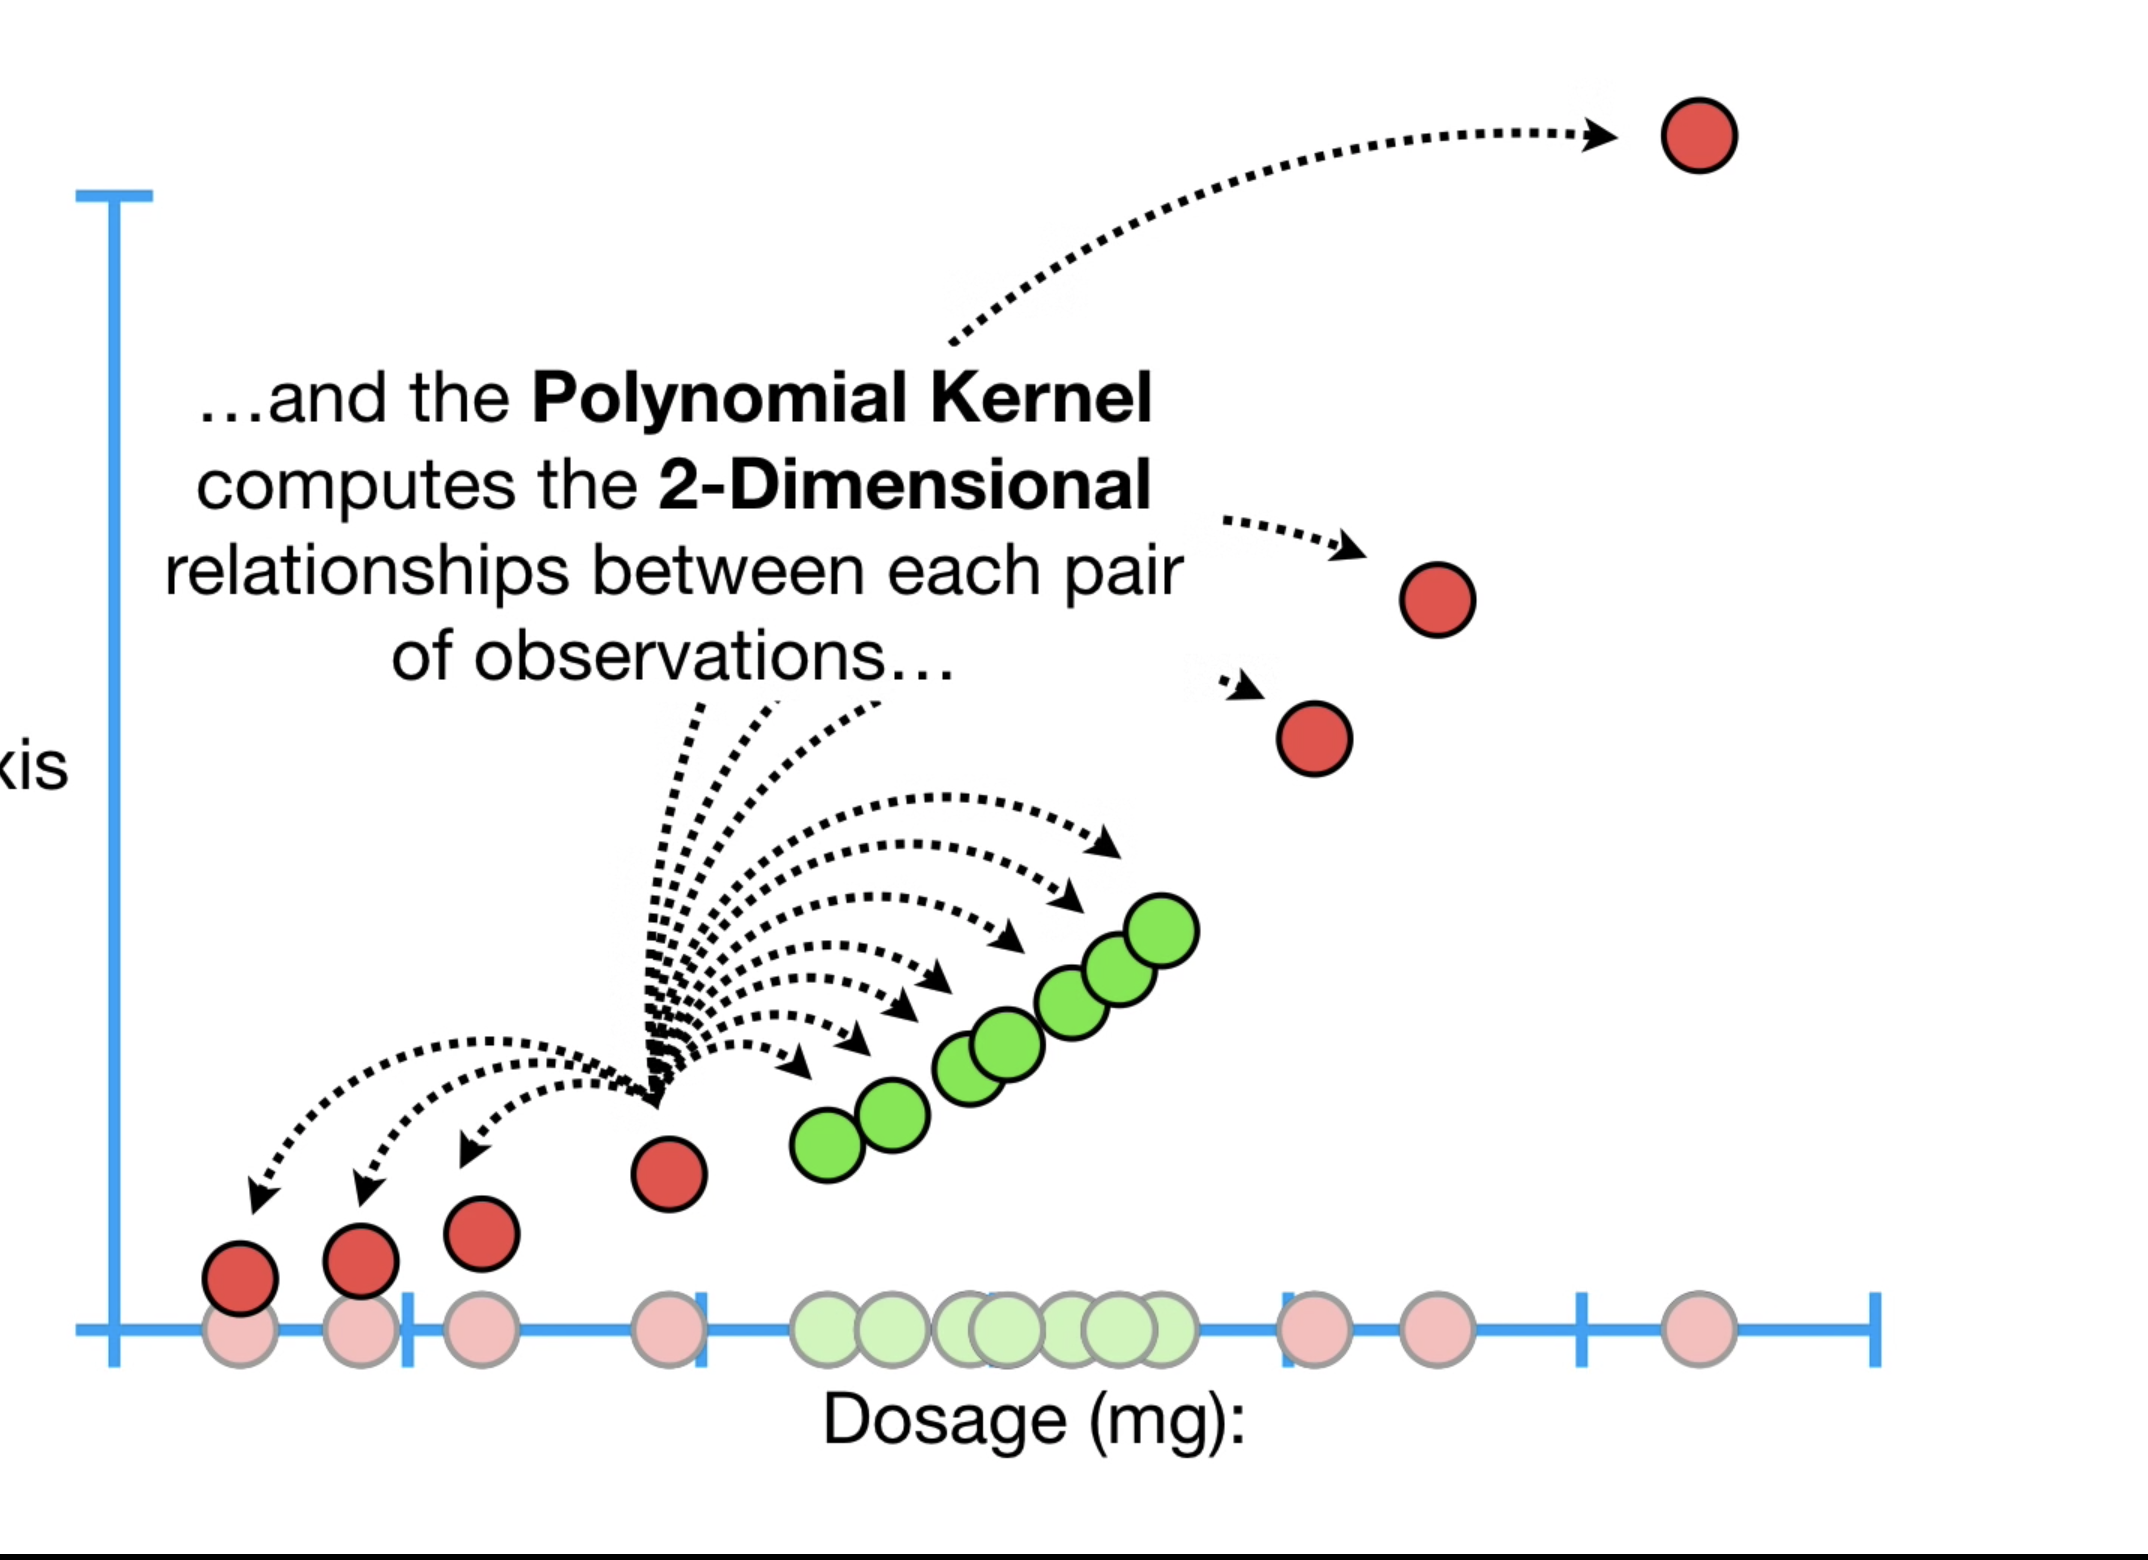 …and the Polynomial Kernel
computes the 2-Dimensional
relationships between each pair
of observations…
xis
Dosage (mg):